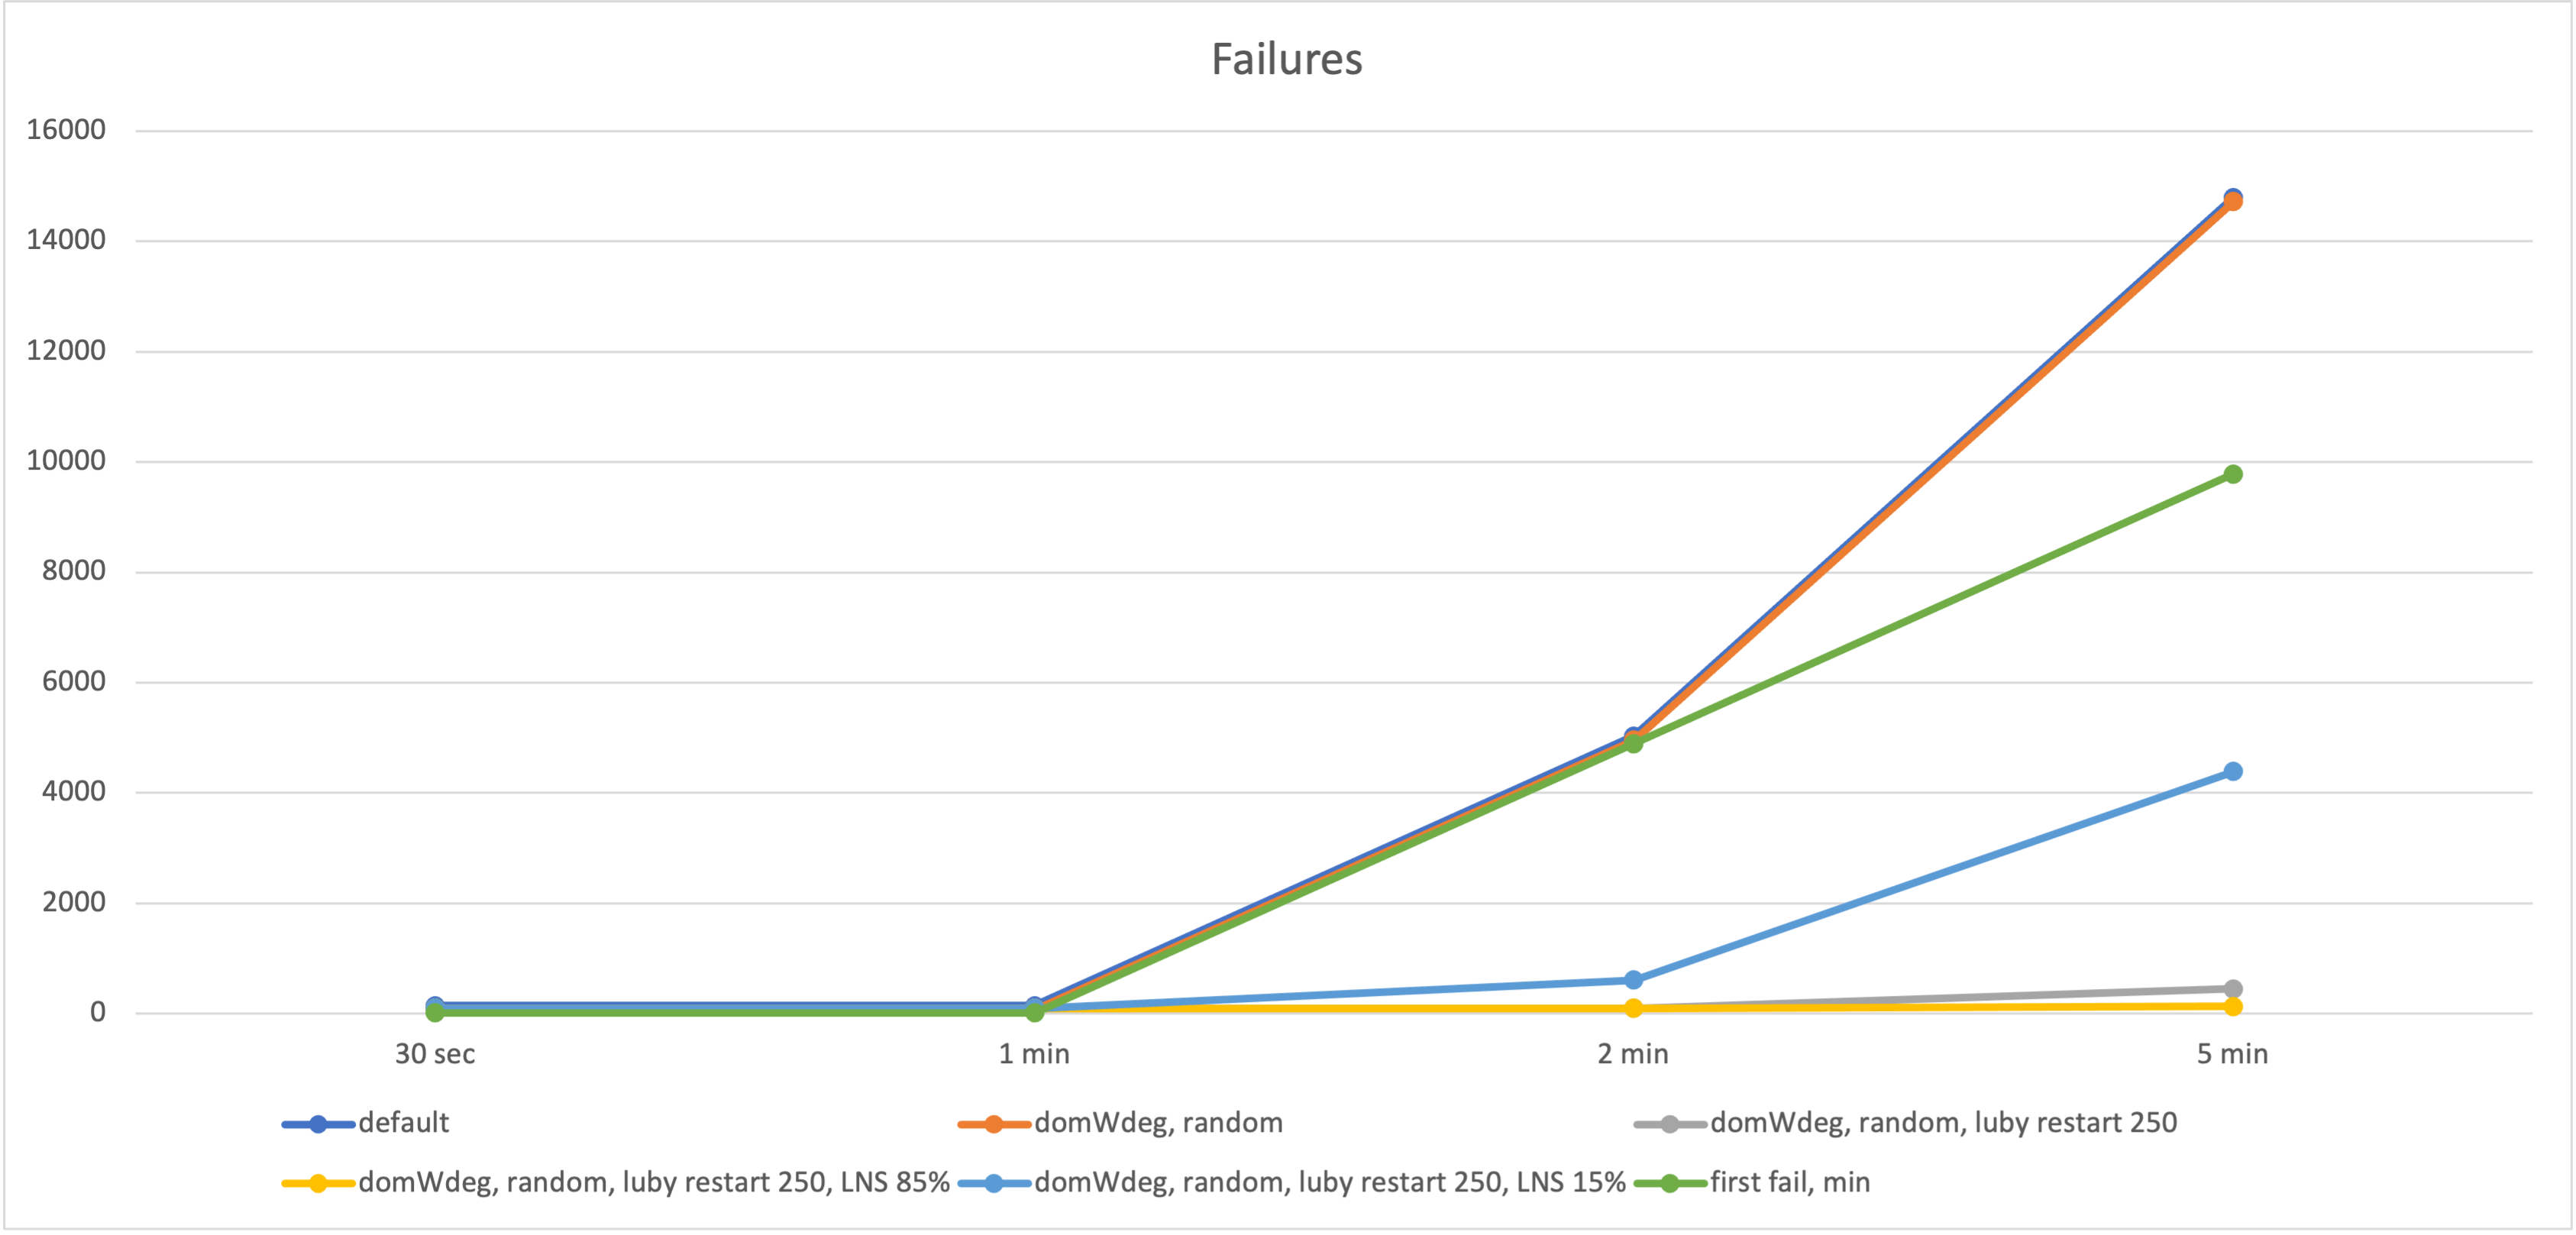 Failures
16000
14000
12000
10000
8000
6000
4000
2000
0
30 sec 1 min 2 min 5 min
default domWdeg, random domWdeg, random, luby restart 250
domWdeg, random, luby restart 250, LNS 85% domWdeg, random, luby restart 250, LNS 15% first fail, min